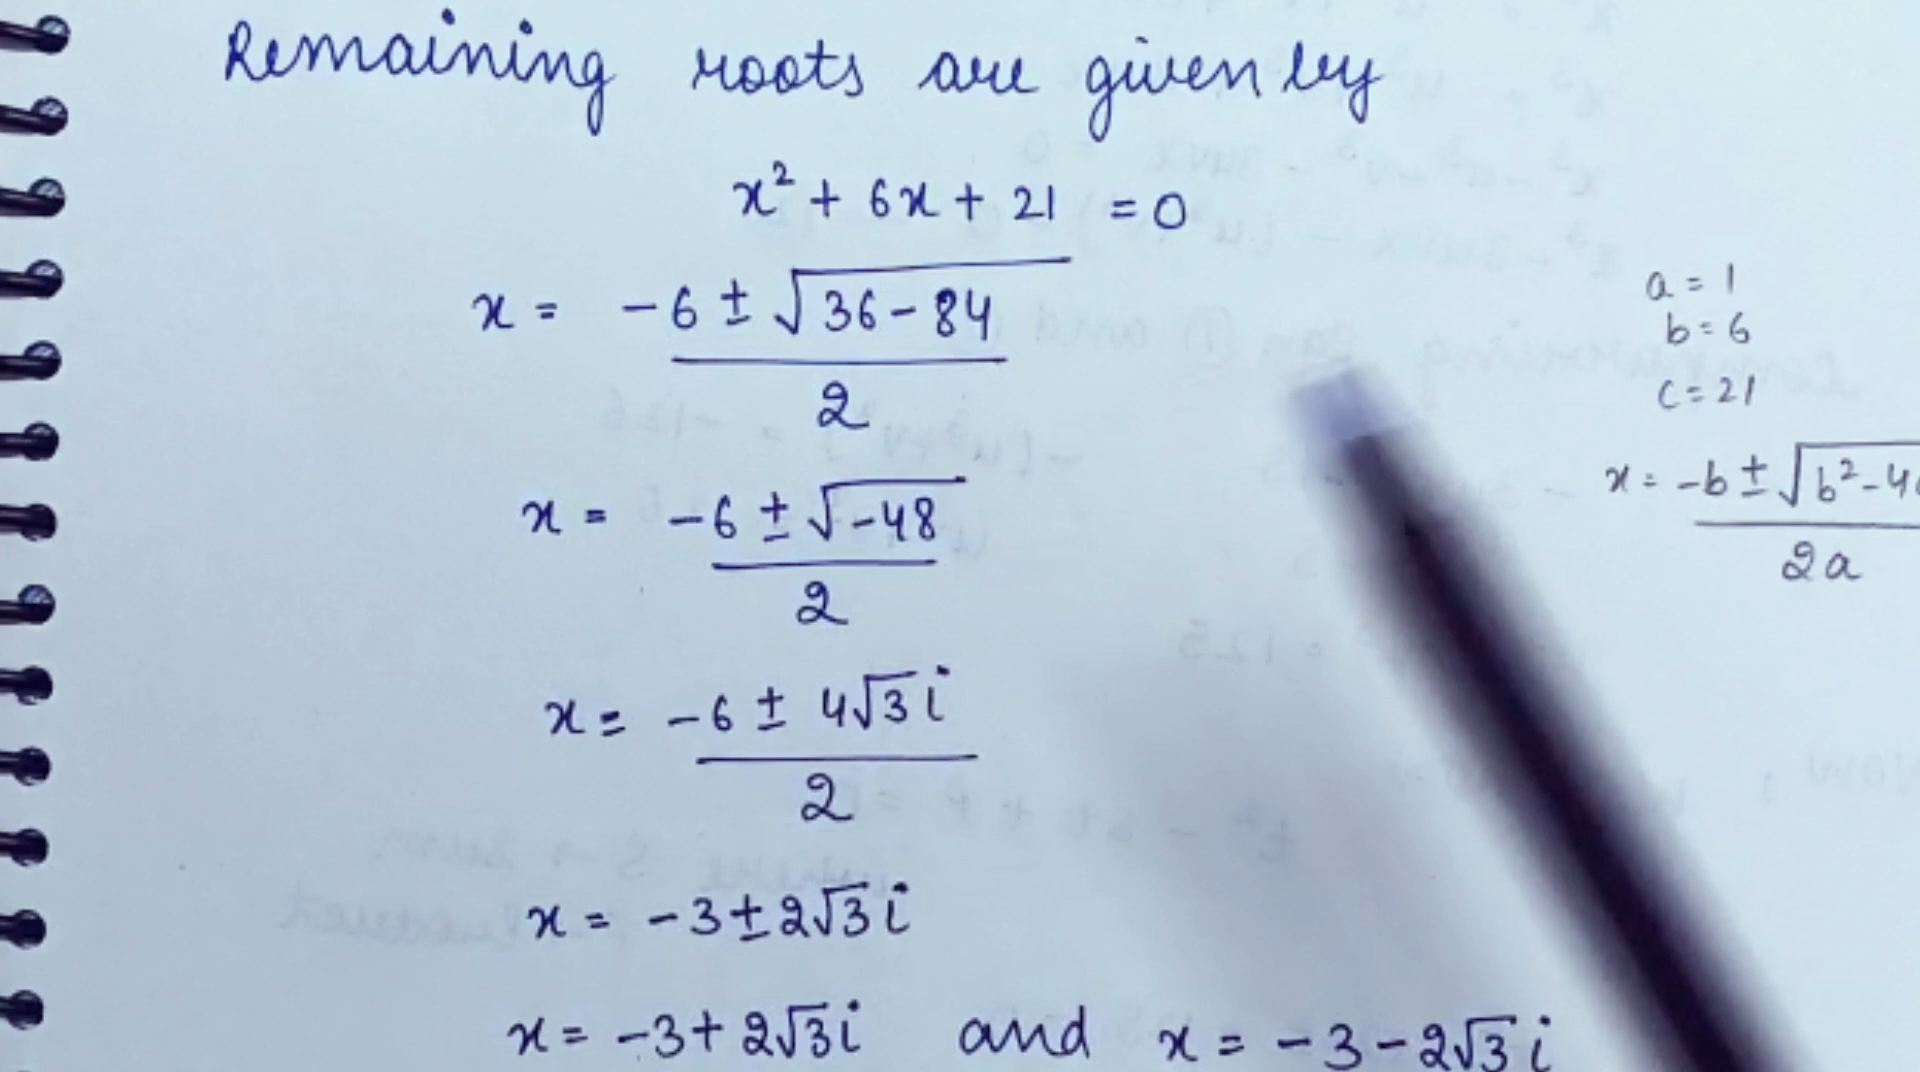 Remaining roots are given by
x² + 6x + 21 = 0
x = -6 ± √36-84
2
x = -6 ± √-48
2
x = -6 ± 4√3 i
2
x = -3 ± 2√3 i
x = -3 + 2√3 i and x = -3 - 2√3 i
a = 1
b = 6
c = 21
x = -b ± √b²-4
2a